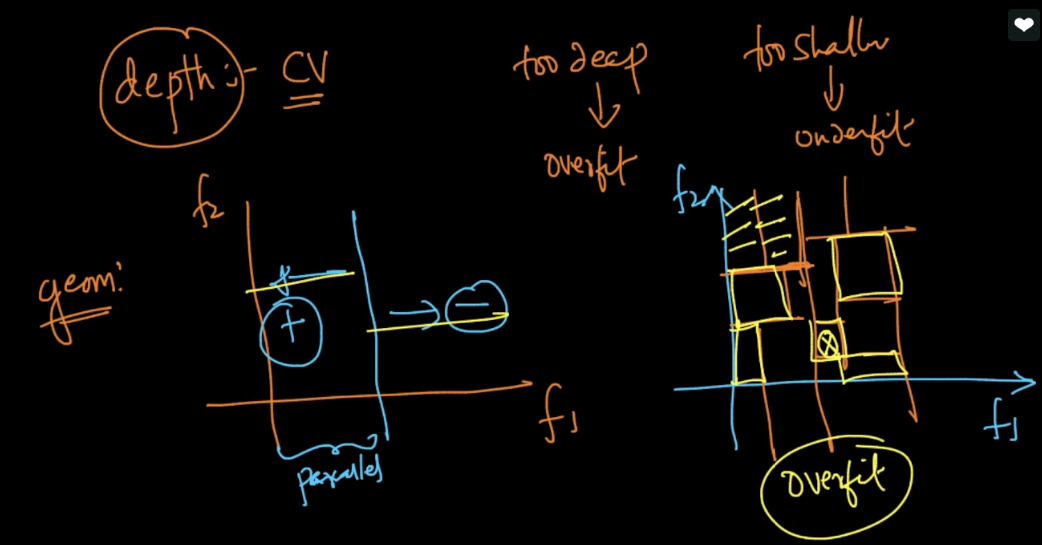 depth :- CV
too deep
overfit
too shallow
underfit
geom:
f2
+
−
f1
parallel
f2
f1
overfit